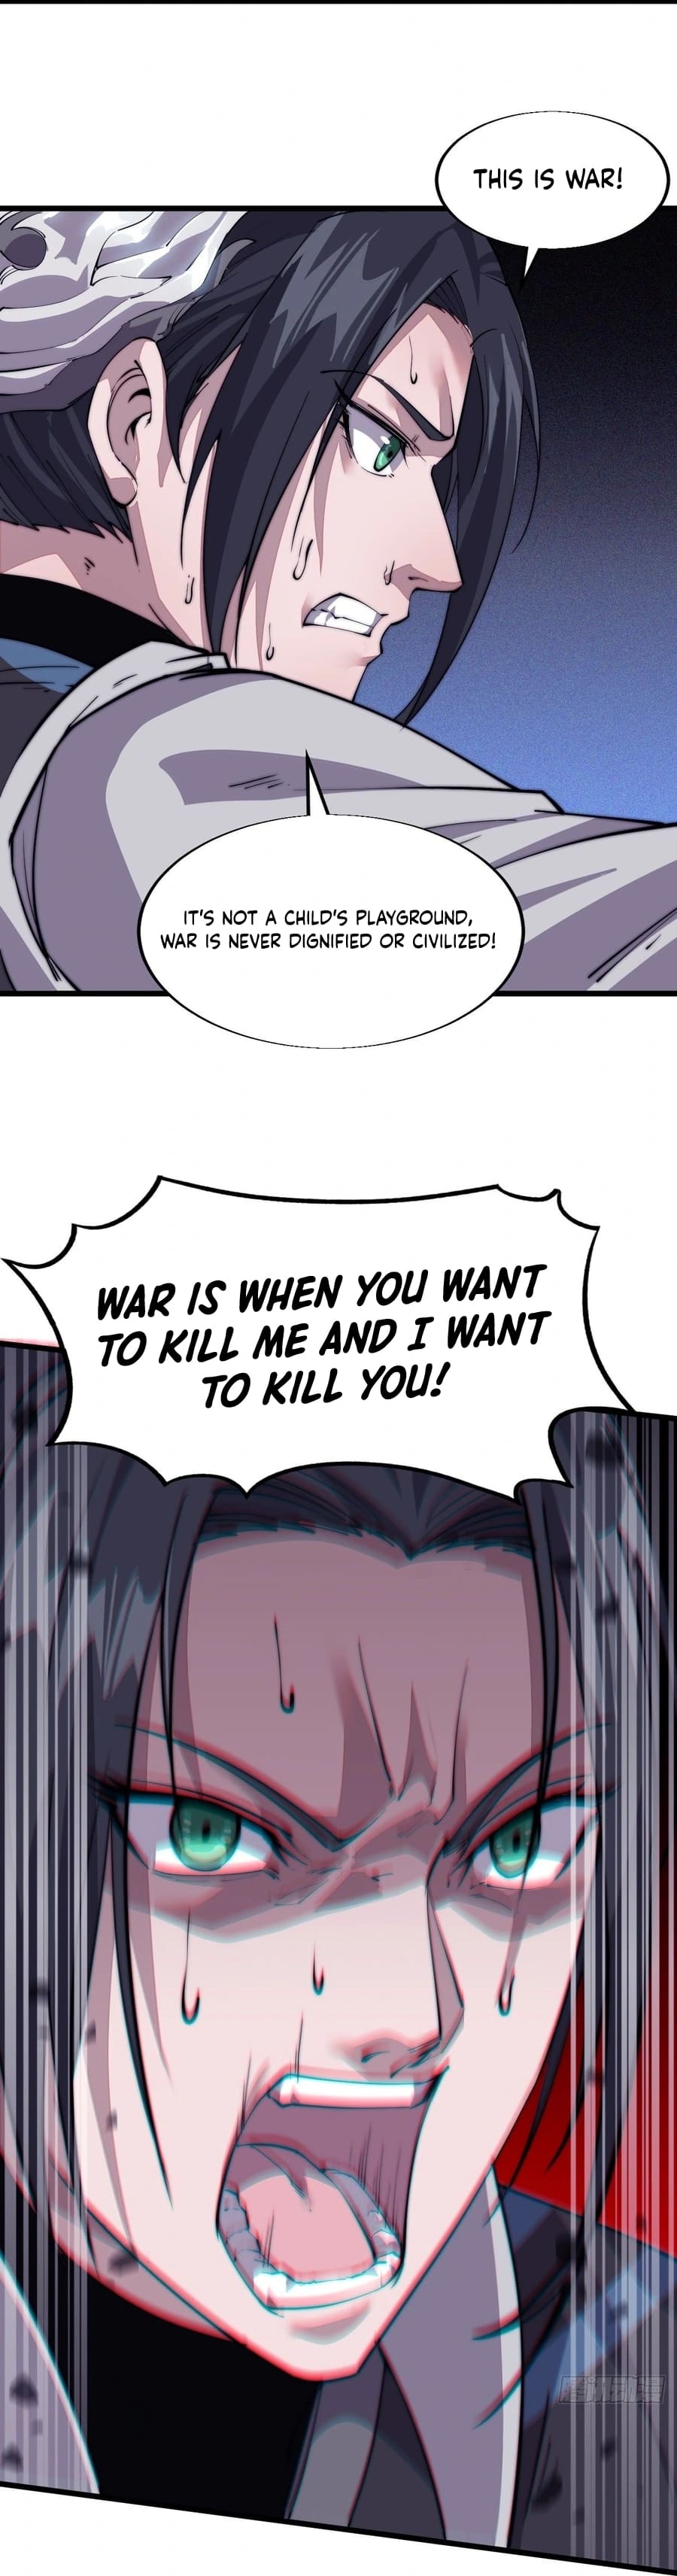 THIS IS WAR!
IT'S NOT A CHILD'S PLAYGROUND,
WAR IS NEVER DIGNIFIED OR CIVILIZED!
WAR IS WHEN YOU WANT
TO KILL ME AND I WANT
TO KILL YOU!